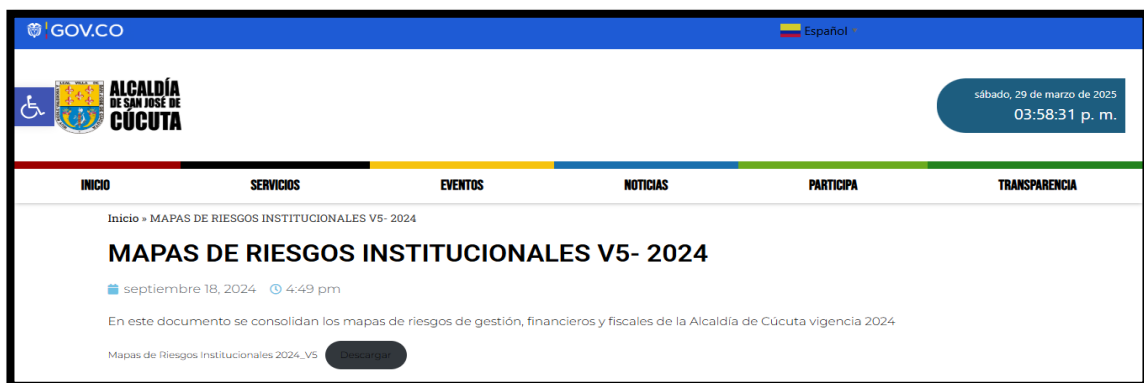 GOV.CO
Español
ALCALDÍA
DE SAN JOSÉ DE
CÚCUTA
sábado, 29 de marzo de 2025
03:58:31 p. m.
INICIO SERVICIOS EVENTOS NOTICIAS PARTICIPA TRANSPARENCIA
Inicio » MAPAS DE RIESGOS INSTITUCIONALES V5- 2024
MAPAS DE RIESGOS INSTITUCIONALES V5- 2024
septiembre 18, 2024 4:49 pm
En este documento se consolidan los mapas de riesgos de gestión, financieros y fiscales de la Alcaldía de Cúcuta vigencia 2024
Mapas de Riesgos Institucionales 2024_V5 Descargar